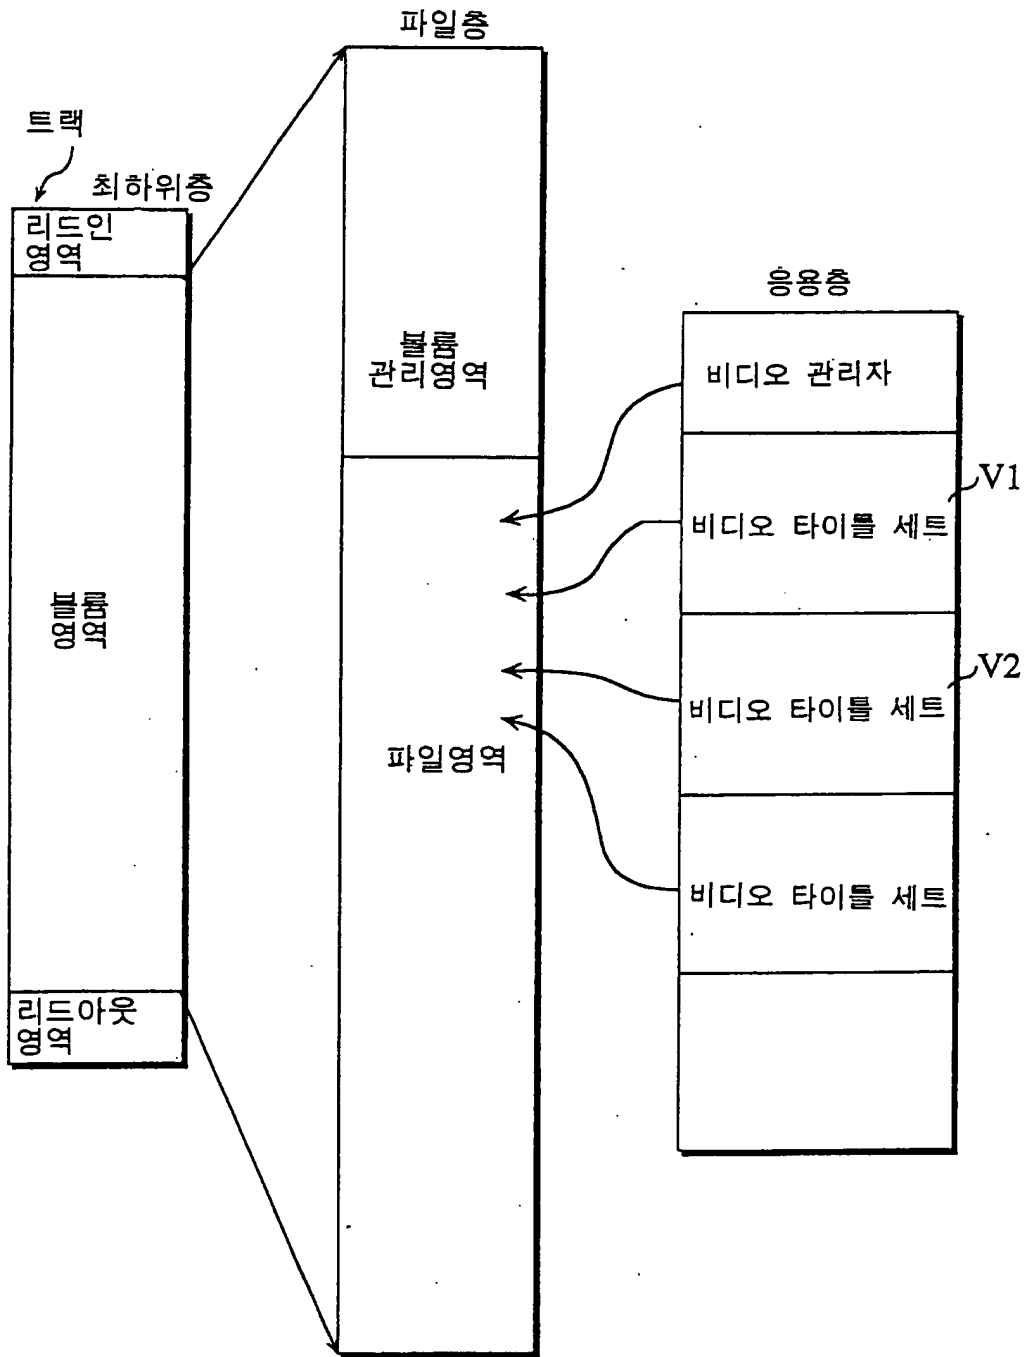 파일층
트랙
최하위층
리드인
영역
볼륨
영역
리드아웃
영역
볼륨
관리영역
파일영역
응용층
비디오 관리자
비디오 타이틀 세트
V1
비디오 타이틀 세트
V2
비디오 타이틀 세트